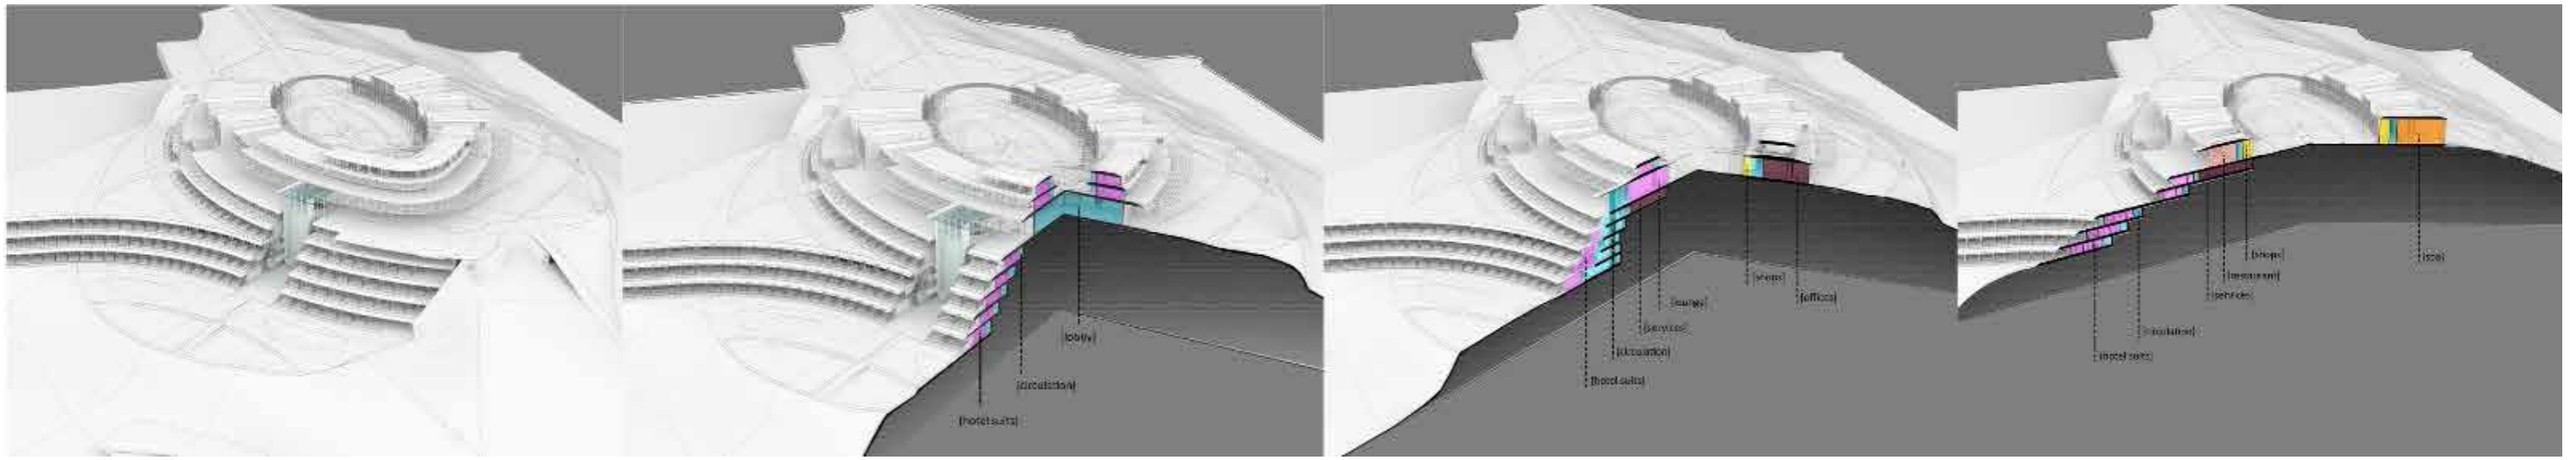 [lobby]
[circulation]
[hotel suits]
[shops]
[lounge]
[offices]
[services]
[circulation]
[hotel suits]
[shops]
[spa]
[restaurant]
[services]
[circulation]
[hotel suits]